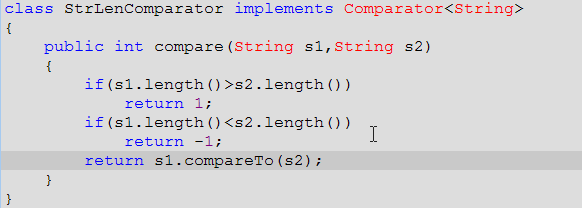 class StrLenComparator implements Comparator<String>
{
    public int compare(String s1,String s2)
    {
        if(s1.length()>s2.length())
            return 1;
        if(s1.length()<s2.length())
            return -1;
        return s1.compareTo(s2);
    }
}